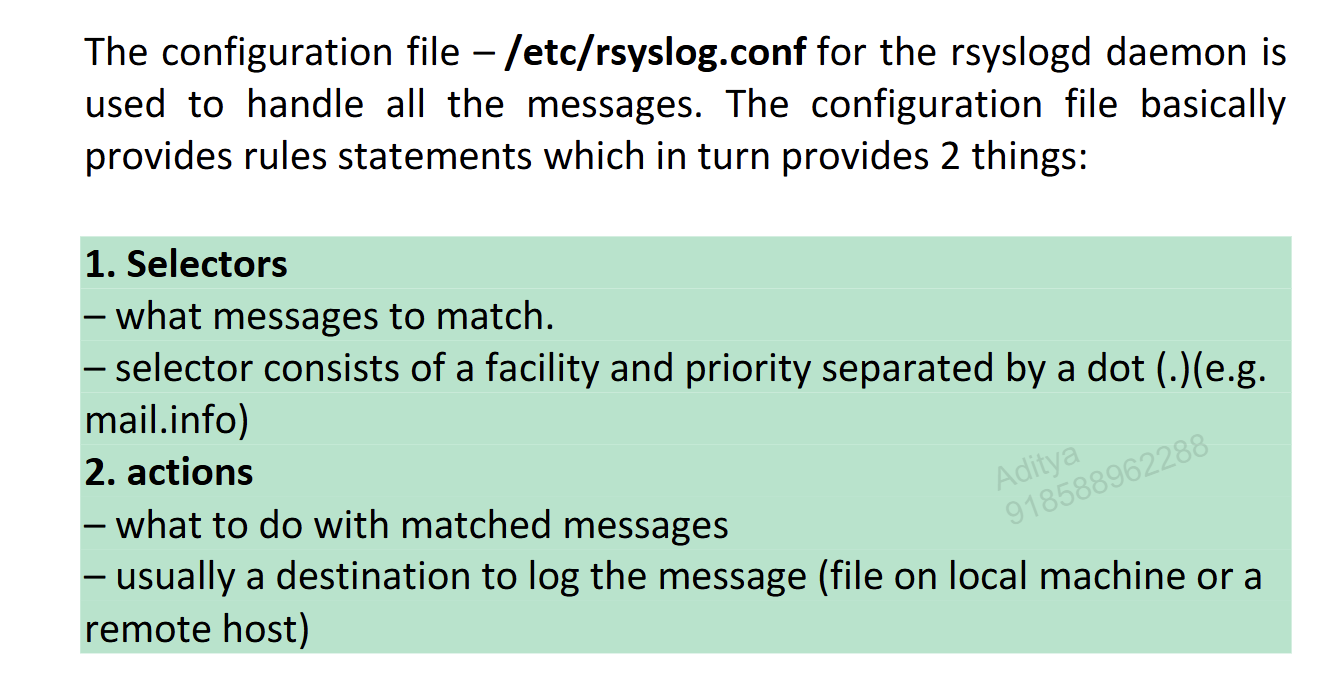 The configuration file – /etc/rsyslog.conf for the rsyslogd daemon is
used to handle all the messages. The configuration file basically
provides rules statements which in turn provides 2 things:
1. Selectors
– what messages to match.
– selector consists of a facility and priority separated by a dot (.)(e.g.
mail.info)
2. actions
– what to do with matched messages
– usually a destination to log the message (file on local machine or a
remote host)
Aditya
918588962288